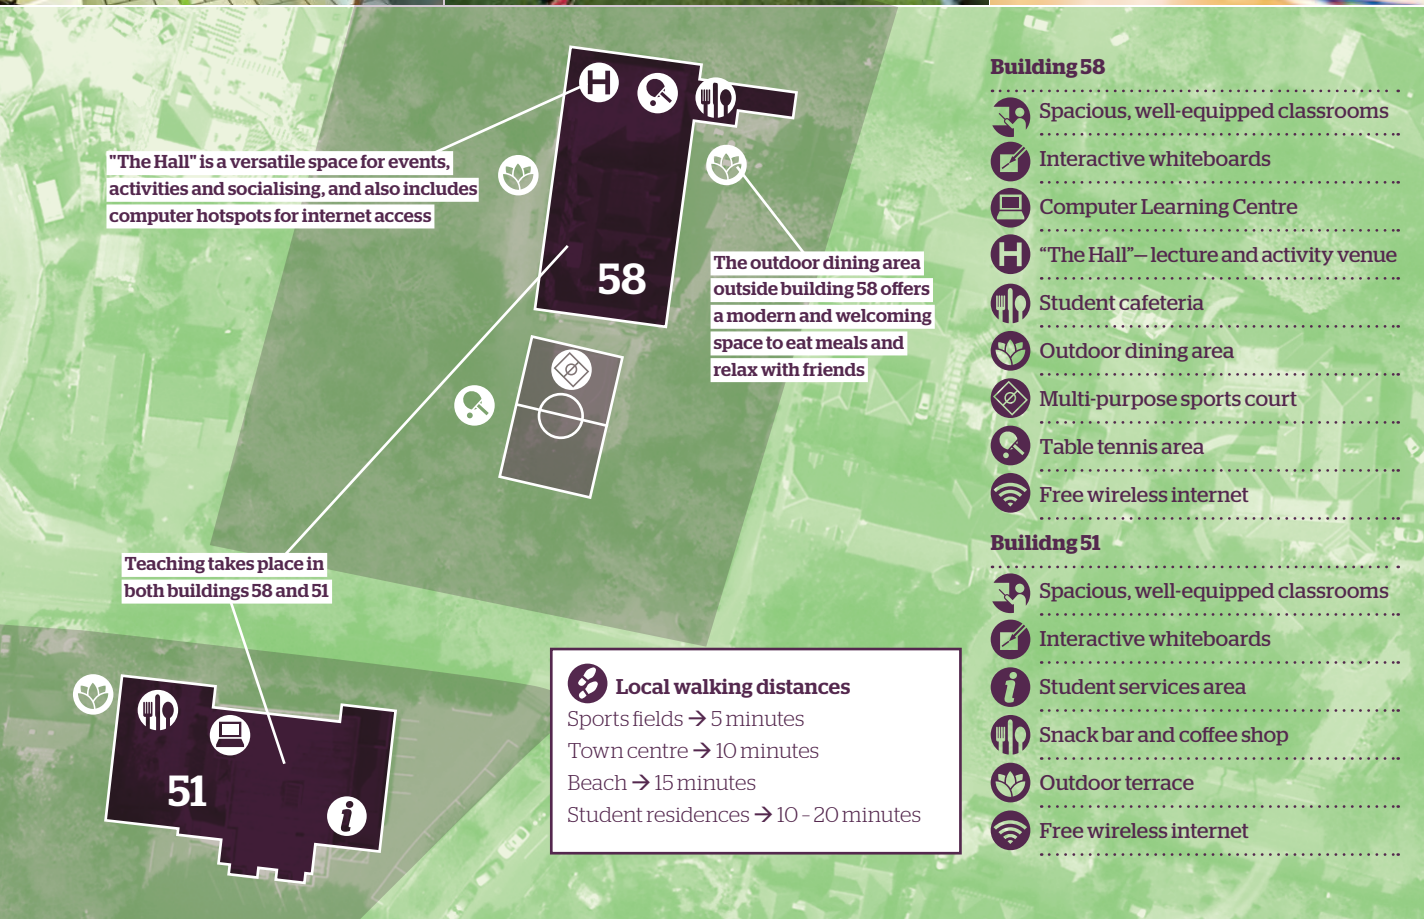 H
"The Hall" is a versatile space for events,
activities and socialising, and also includes
computer hotspots for internet access
58
The outdoor dining area
outside building 58 offers
a modern and welcoming
space to eat meals and
relax with friends
Teaching takes place in
both buildings 58 and 51
51
i
Local walking distances
Sports fields → 5 minutes
Town centre → 10 minutes
Beach → 15 minutes
Student residences → 10 – 20 minutes
Building 58
Spacious, well-equipped classrooms
Interactive whiteboards
Computer Learning Centre
H “The Hall”— lecture and activity venue
Student cafeteria
Outdoor dining area
Multi-purpose sports court
Table tennis area
Free wireless internet
Builidng 51
Spacious, well-equipped classrooms
Interactive whiteboards
i Student services area
Snack bar and coffee shop
Outdoor terrace
Free wireless internet